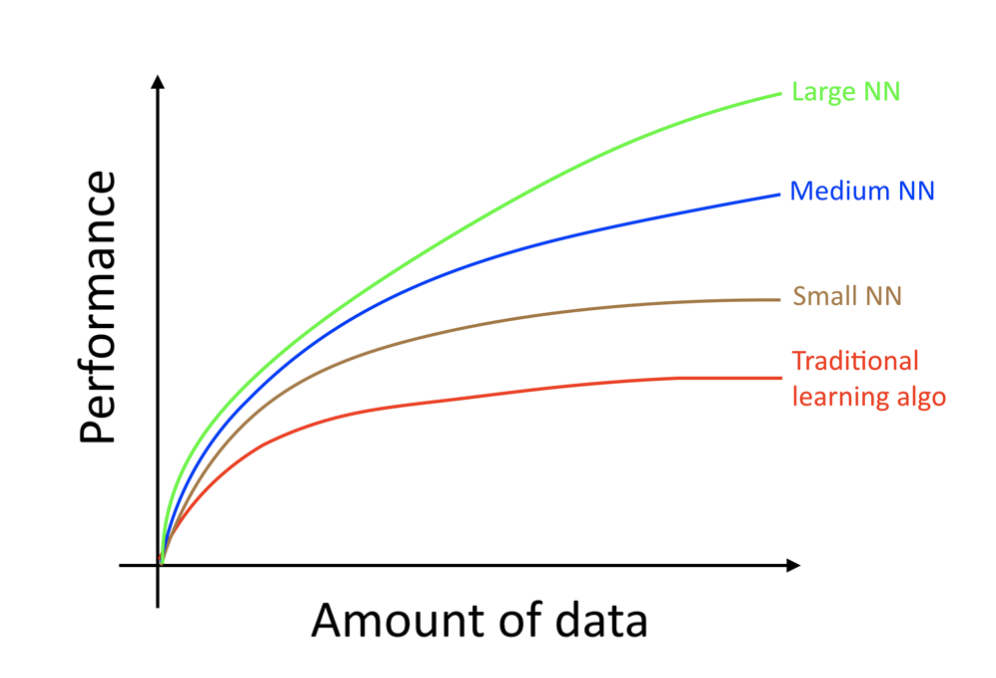 Large NN
Medium NN
Small NN
Traditional
learning algo
Performance
Amount of data